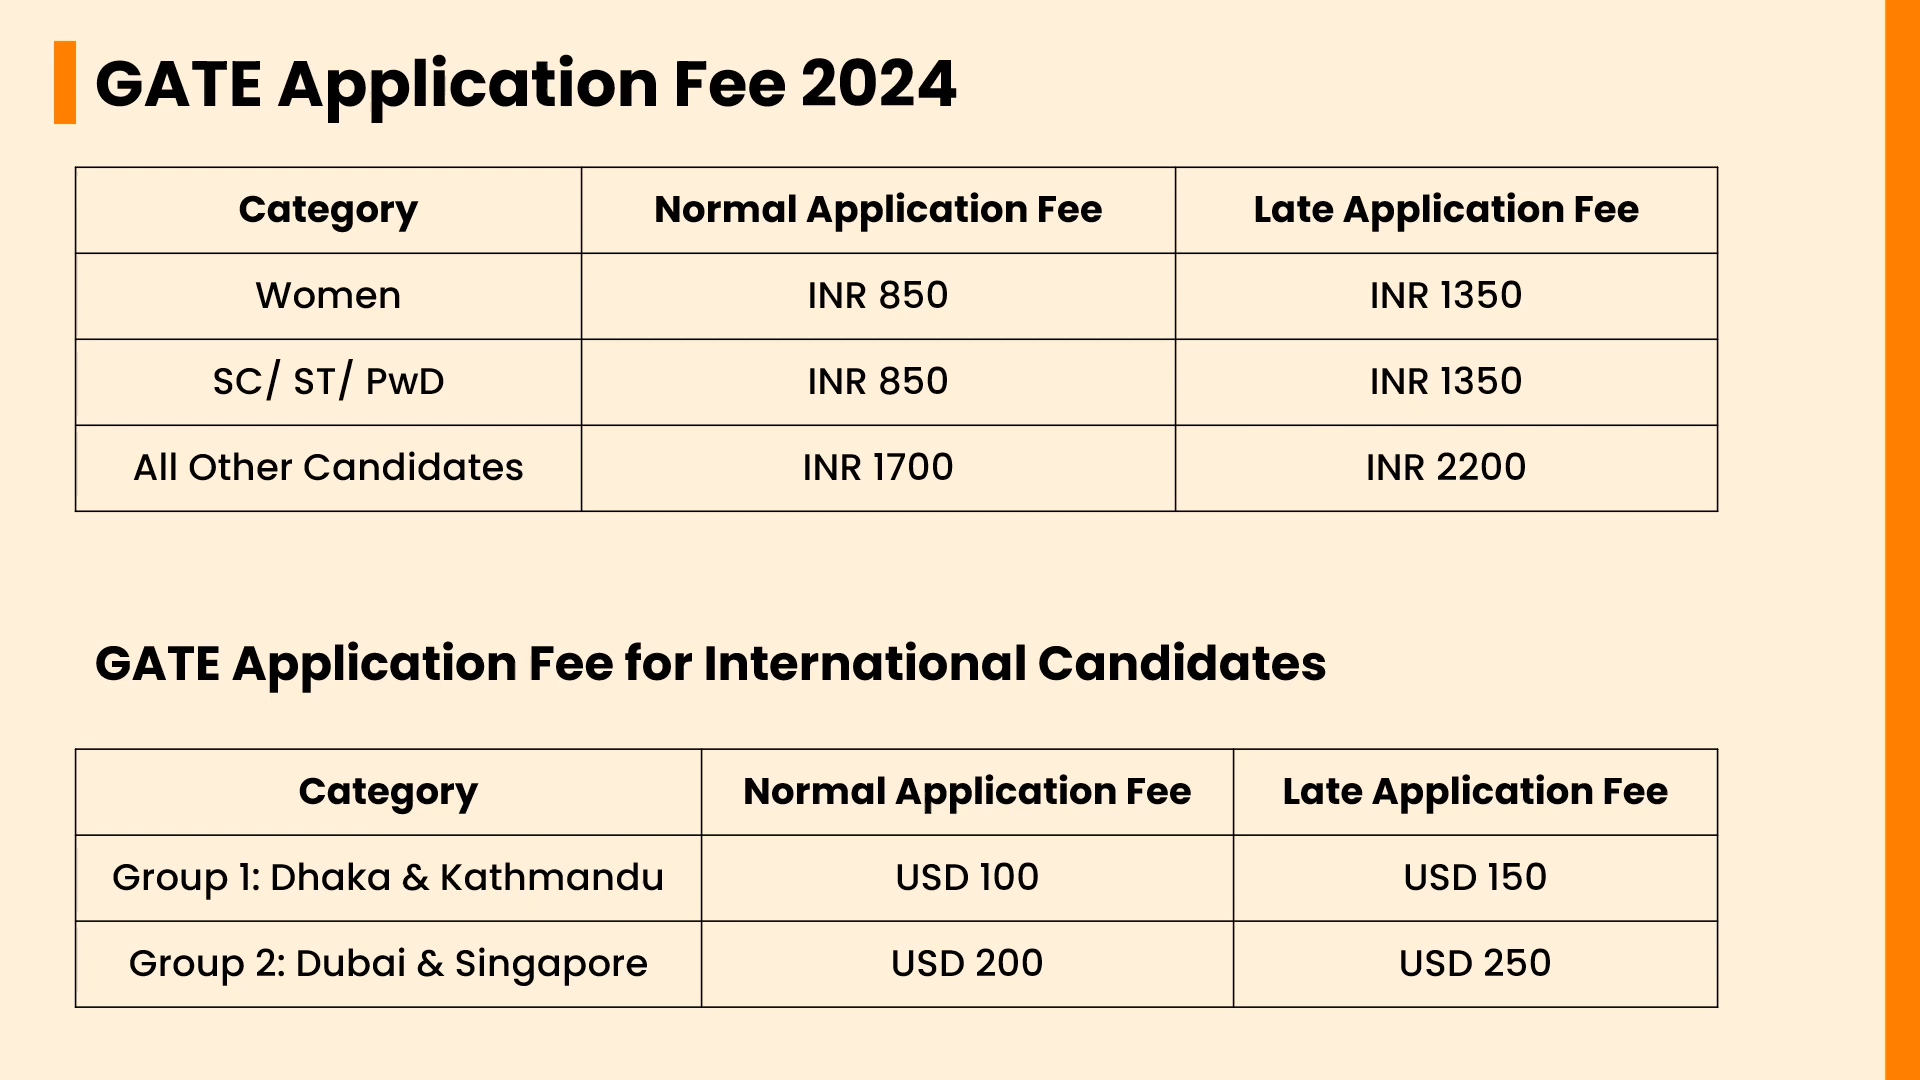 GATE Application Fee 2024
Category Normal Application Fee Late Application Fee
Women INR 850 INR 1350
SC/ ST/ PwD INR 850 INR 1350
All Other Candidates INR 1700 INR 2200
GATE Application Fee for International Candidates
Category Normal Application Fee Late Application Fee
Group 1: Dhaka & Kathmandu USD 100 USD 150
Group 2: Dubai & Singapore USD 200 USD 250